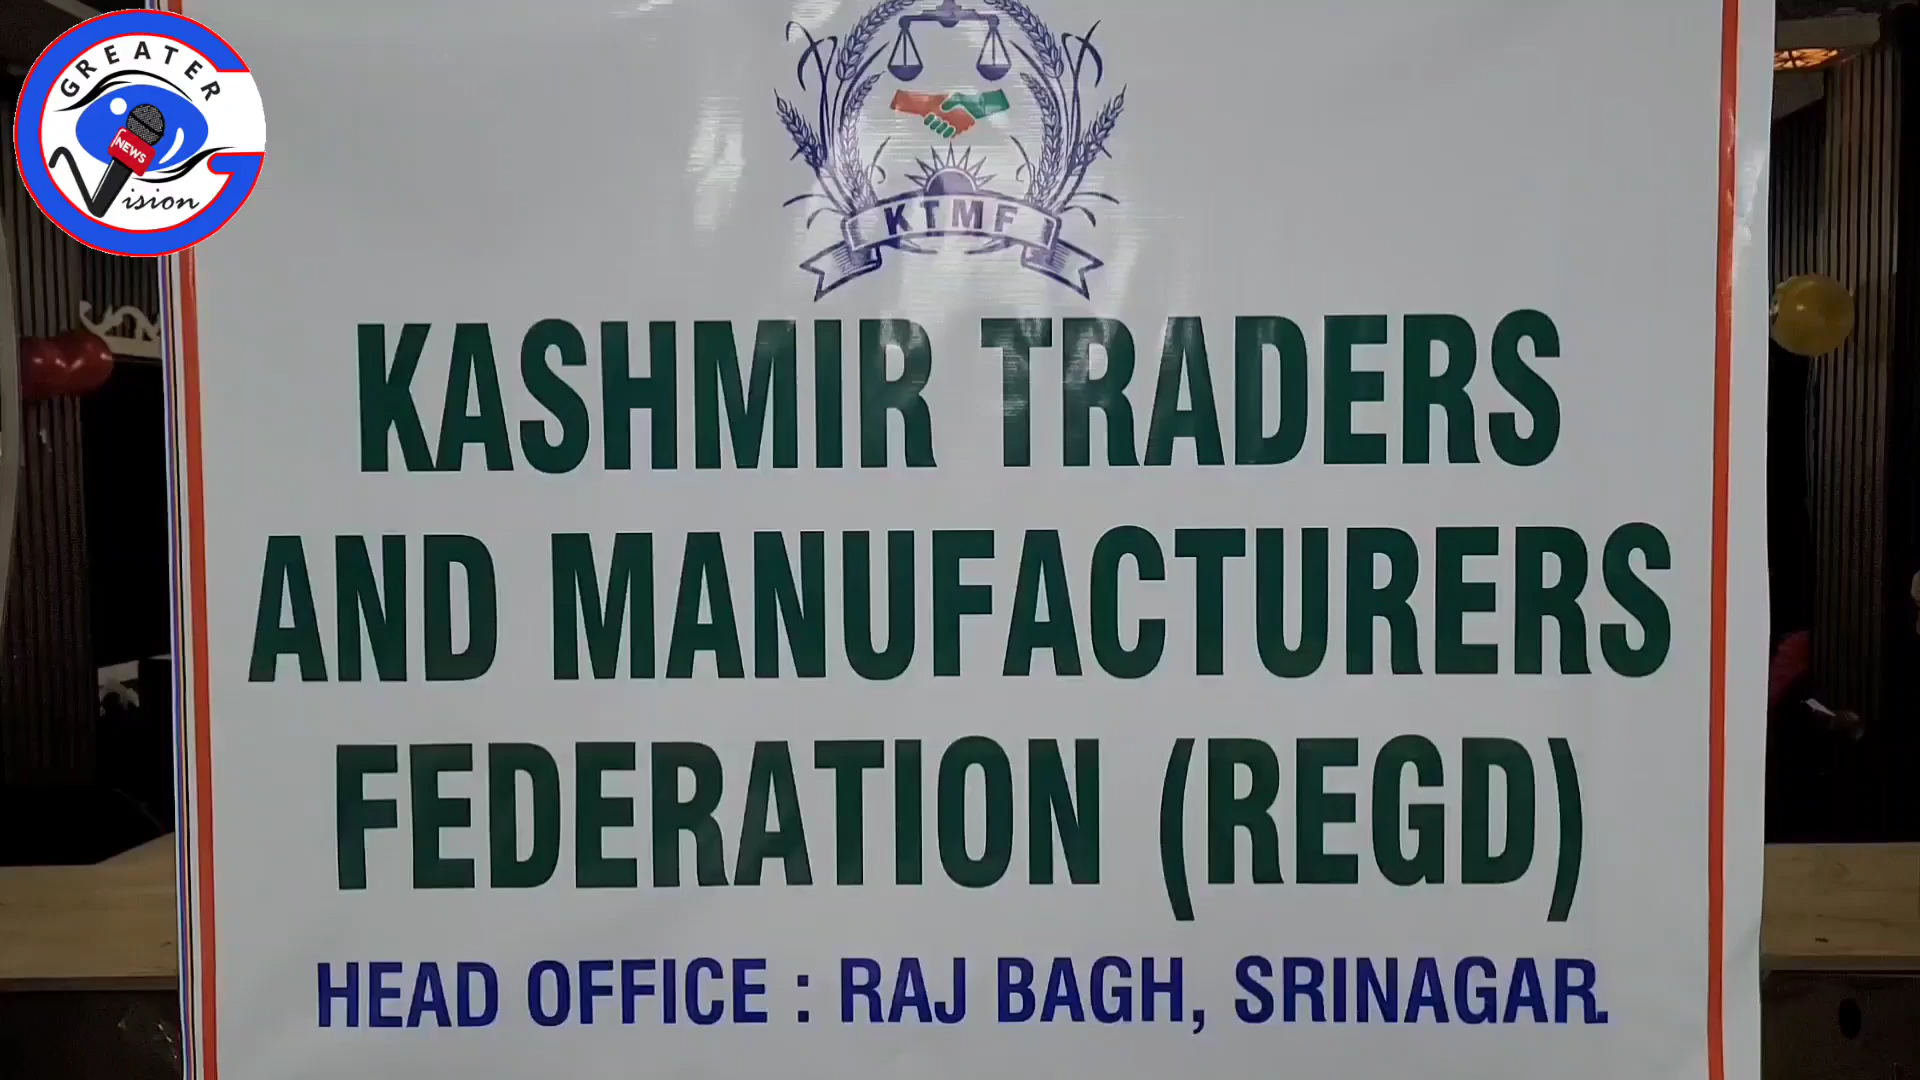 GREATER
NEWS
Vision
KTMF
KASHMIR TRADERS
AND MANUFACTURERS
FEDERATION (REGD)
HEAD OFFICE : RAJ BAGH, SRINAGAR.